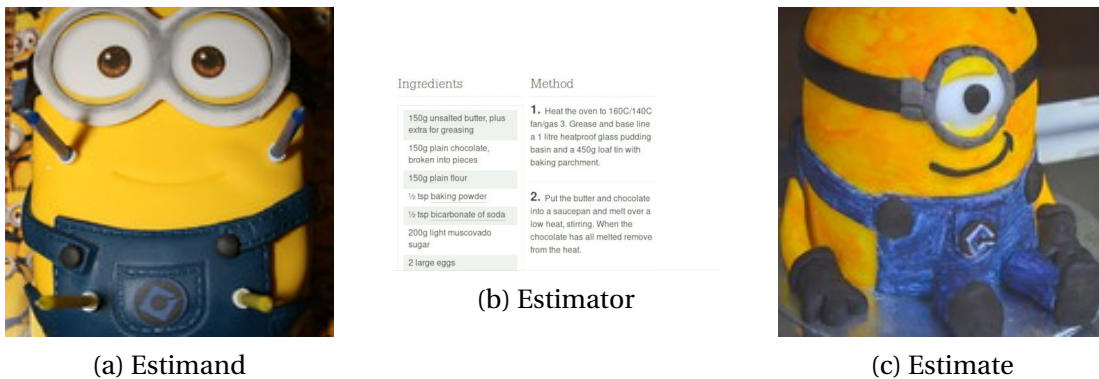 Ingredients
150g unsalted butter, plus
extra for greasing
150g plain chocolate,
broken into pieces
150g plain flour
½ tsp baking powder
½ tsp bicarbonate of soda
200g light muscovado
sugar
2 large eggs
Method
1. Heat the oven to 160C/140C
fan/gas 3. Grease and base line
a 1 litre heatproof glass pudding
basin and a 450g loaf tin with
baking parchment.
2. Put the butter and chocolate
into a saucepan and melt over a
low heat, stirring. When the
chocolate has all melted remove
from the heat.
(a) Estimand
(b) Estimator
(c) Estimate